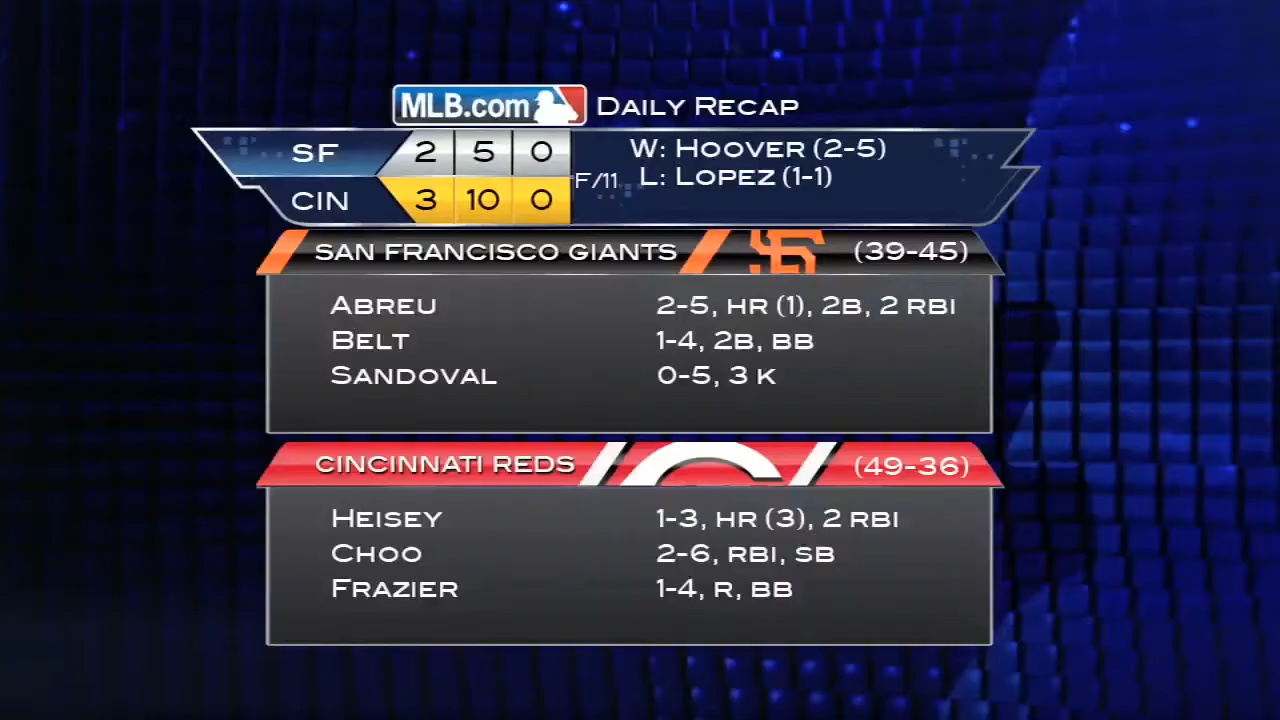 MLB.com DAILY RECAP
SF 2 5 0 W: HOOVER (2-5)
F/11 L: LOPEZ (1-1)
CIN 3 10 0
SAN FRANCISCO GIANTS SF (39-45)
ABREU 2-5, HR (1), 2B, 2 RBI
BELT 1-4, 2B, BB
SANDOVAL 0-5, 3 K
CINCINNATI REDS C (49-36)
HEISEY 1-3, HR (3), 2 RBI
CHOO 2-6, RBI, SB
FRAZIER 1-4, R, BB